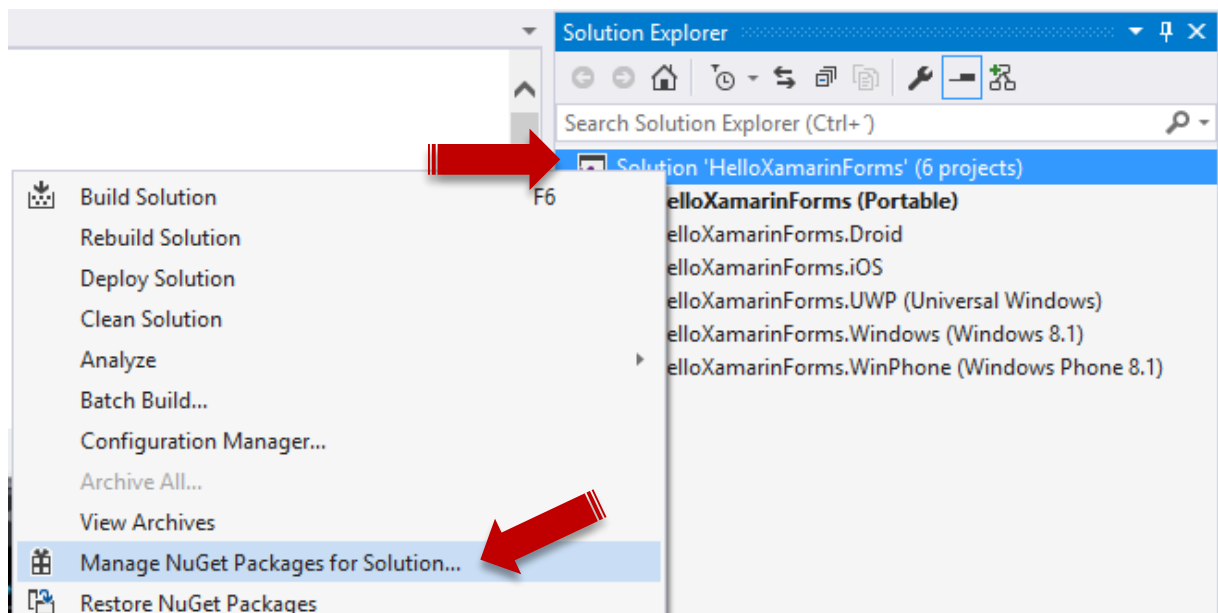 Solution Explorer
Search Solution Explorer (Ctrl+´)
Solution 'HelloXamarinForms' (6 projects)
elloXamarinForms (Portable)
elloXamarinForms.Droid
elloXamarinForms.iOS
elloXamarinForms.UWP (Universal Windows)
elloXamarinForms.Windows (Windows 8.1)
elloXamarinForms.WinPhone (Windows Phone 8.1)
Build Solution F6
Rebuild Solution
Deploy Solution
Clean Solution
Analyze
Batch Build...
Configuration Manager...
Archive All...
View Archives
Manage NuGet Packages for Solution...
Restore NuGet Packages